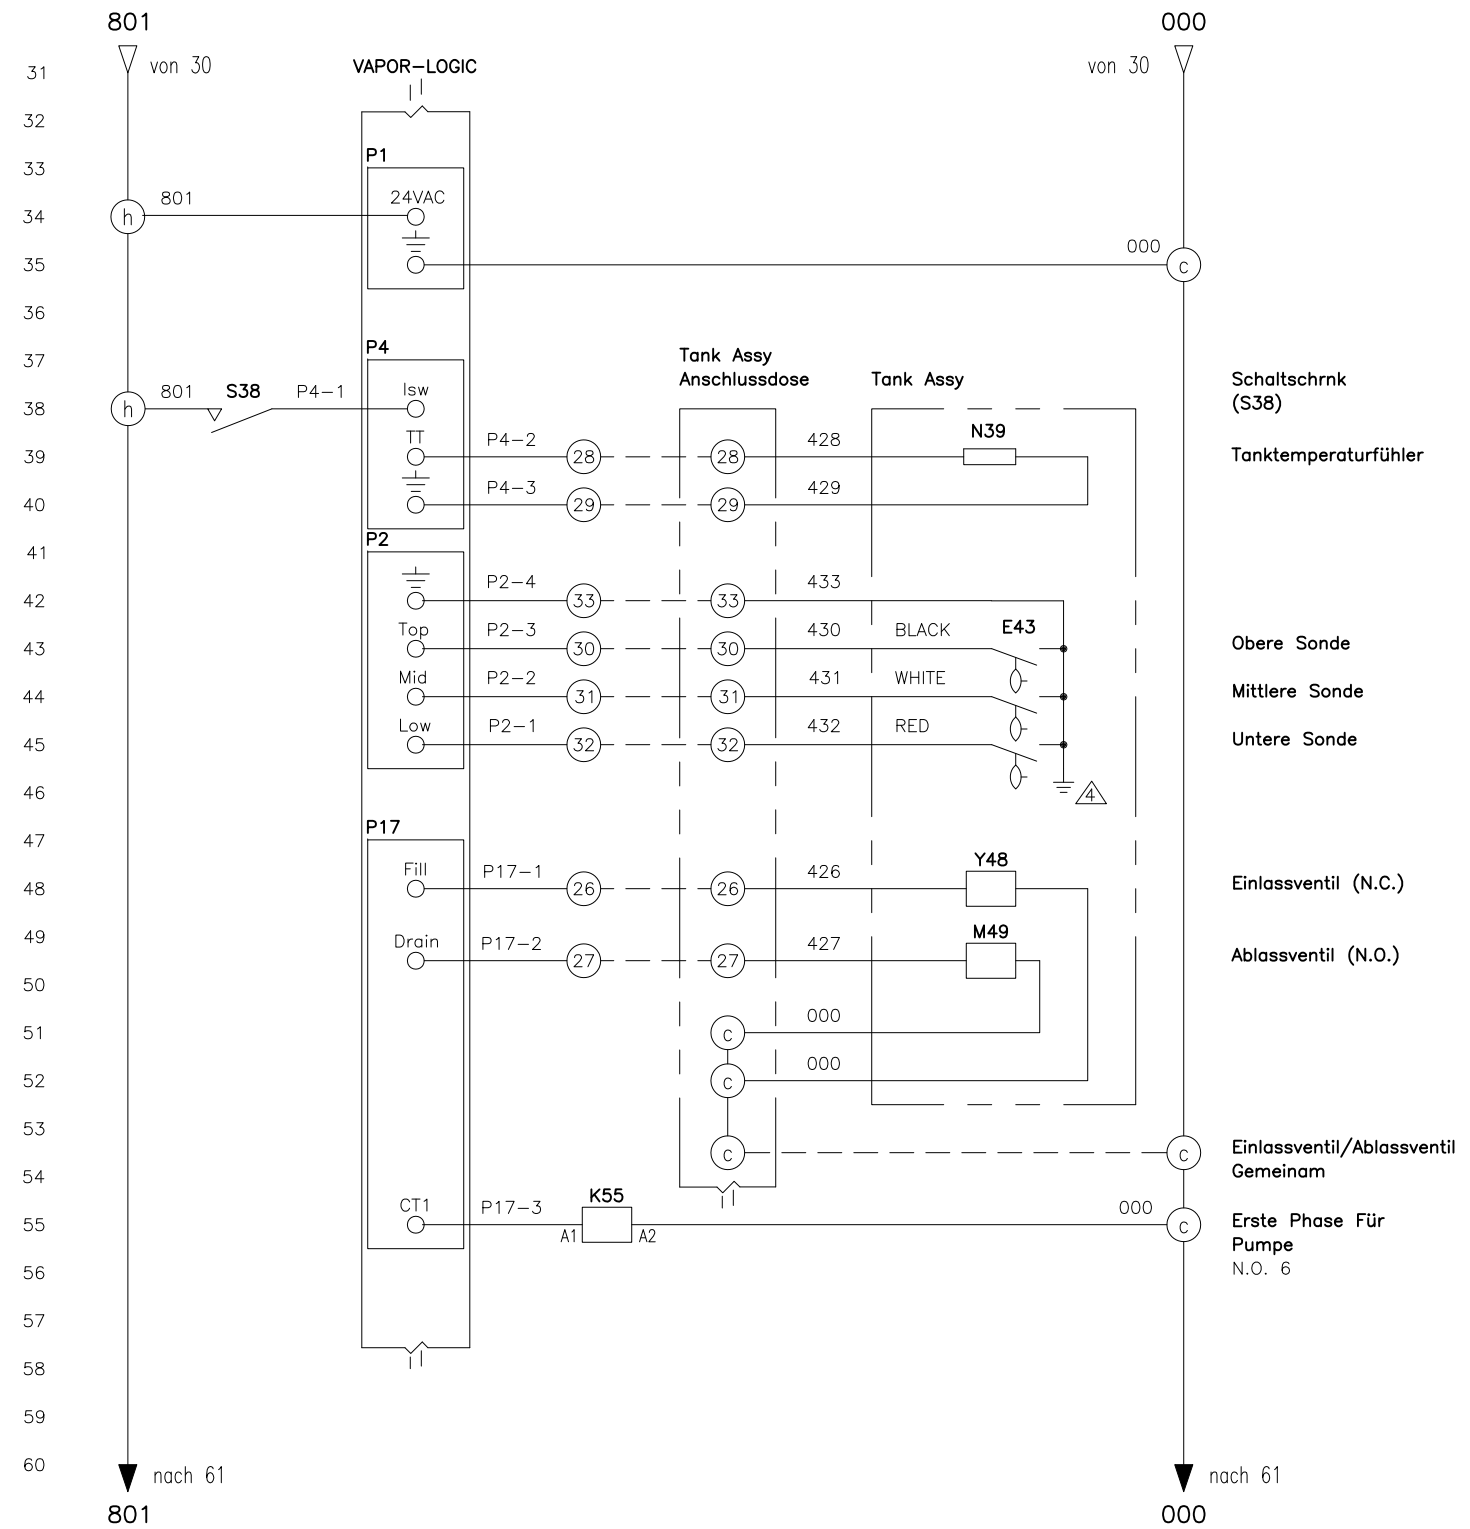 801
000
von 30
von 30
31
VAPOR-LOGIC
32
33
P1
801
24VAC
34
h
000
35
c
36
37
P4
Tank Assy
Anschlussdose
Tank Assy
Schaltschrnk
(S38)
801
S38
P4-1
Isw
38
h
TT
P4-2
428
N39
39
28
28
Tanktemperaturfühler
P4-3
429
40
29
29
41
P2
P2-4
433
42
33
33
Top
P2-3
430
BLACK
E43
43
30
30
Obere Sonde
Mid
P2-2
431
WHITE
44
31
31
Mittlere Sonde
Low
P2-1
432
RED
45
32
32
Untere Sonde
46
4
47
P17
Fill
P17-1
426
Y48
48
26
26
Einlassventil (N.C.)
49
Drain
P17-2
427
M49
27
27
Ablassventil (N.O.)
50
000
51
c
000
52
c
53
c
c
Einlassventil/Ablassventil
Gemeinam
54
CT1
P17-3
K55
000
55
A1
A2
c
Erste Phase Für
Pumpe
N.O. 6
56
57
58
59
60
nach 61
nach 61
801
000